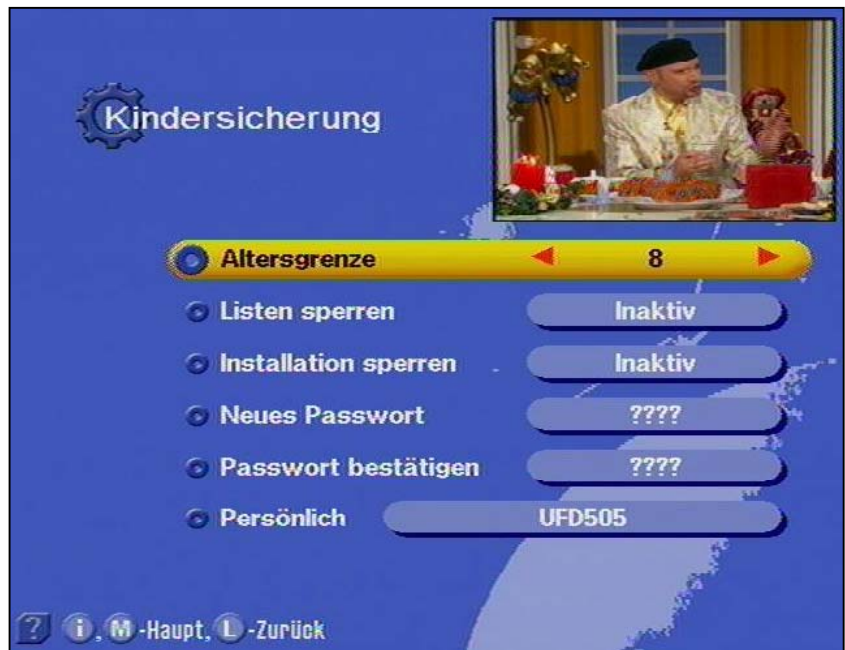 Kindersicherung
Altersgrenze 8
Listen sperren Inaktiv
Installation sperren Inaktiv
Neues Passwort ????
Passwort bestätigen ????
Persönlich UFD505
? i, M -Haupt, L -Zurück